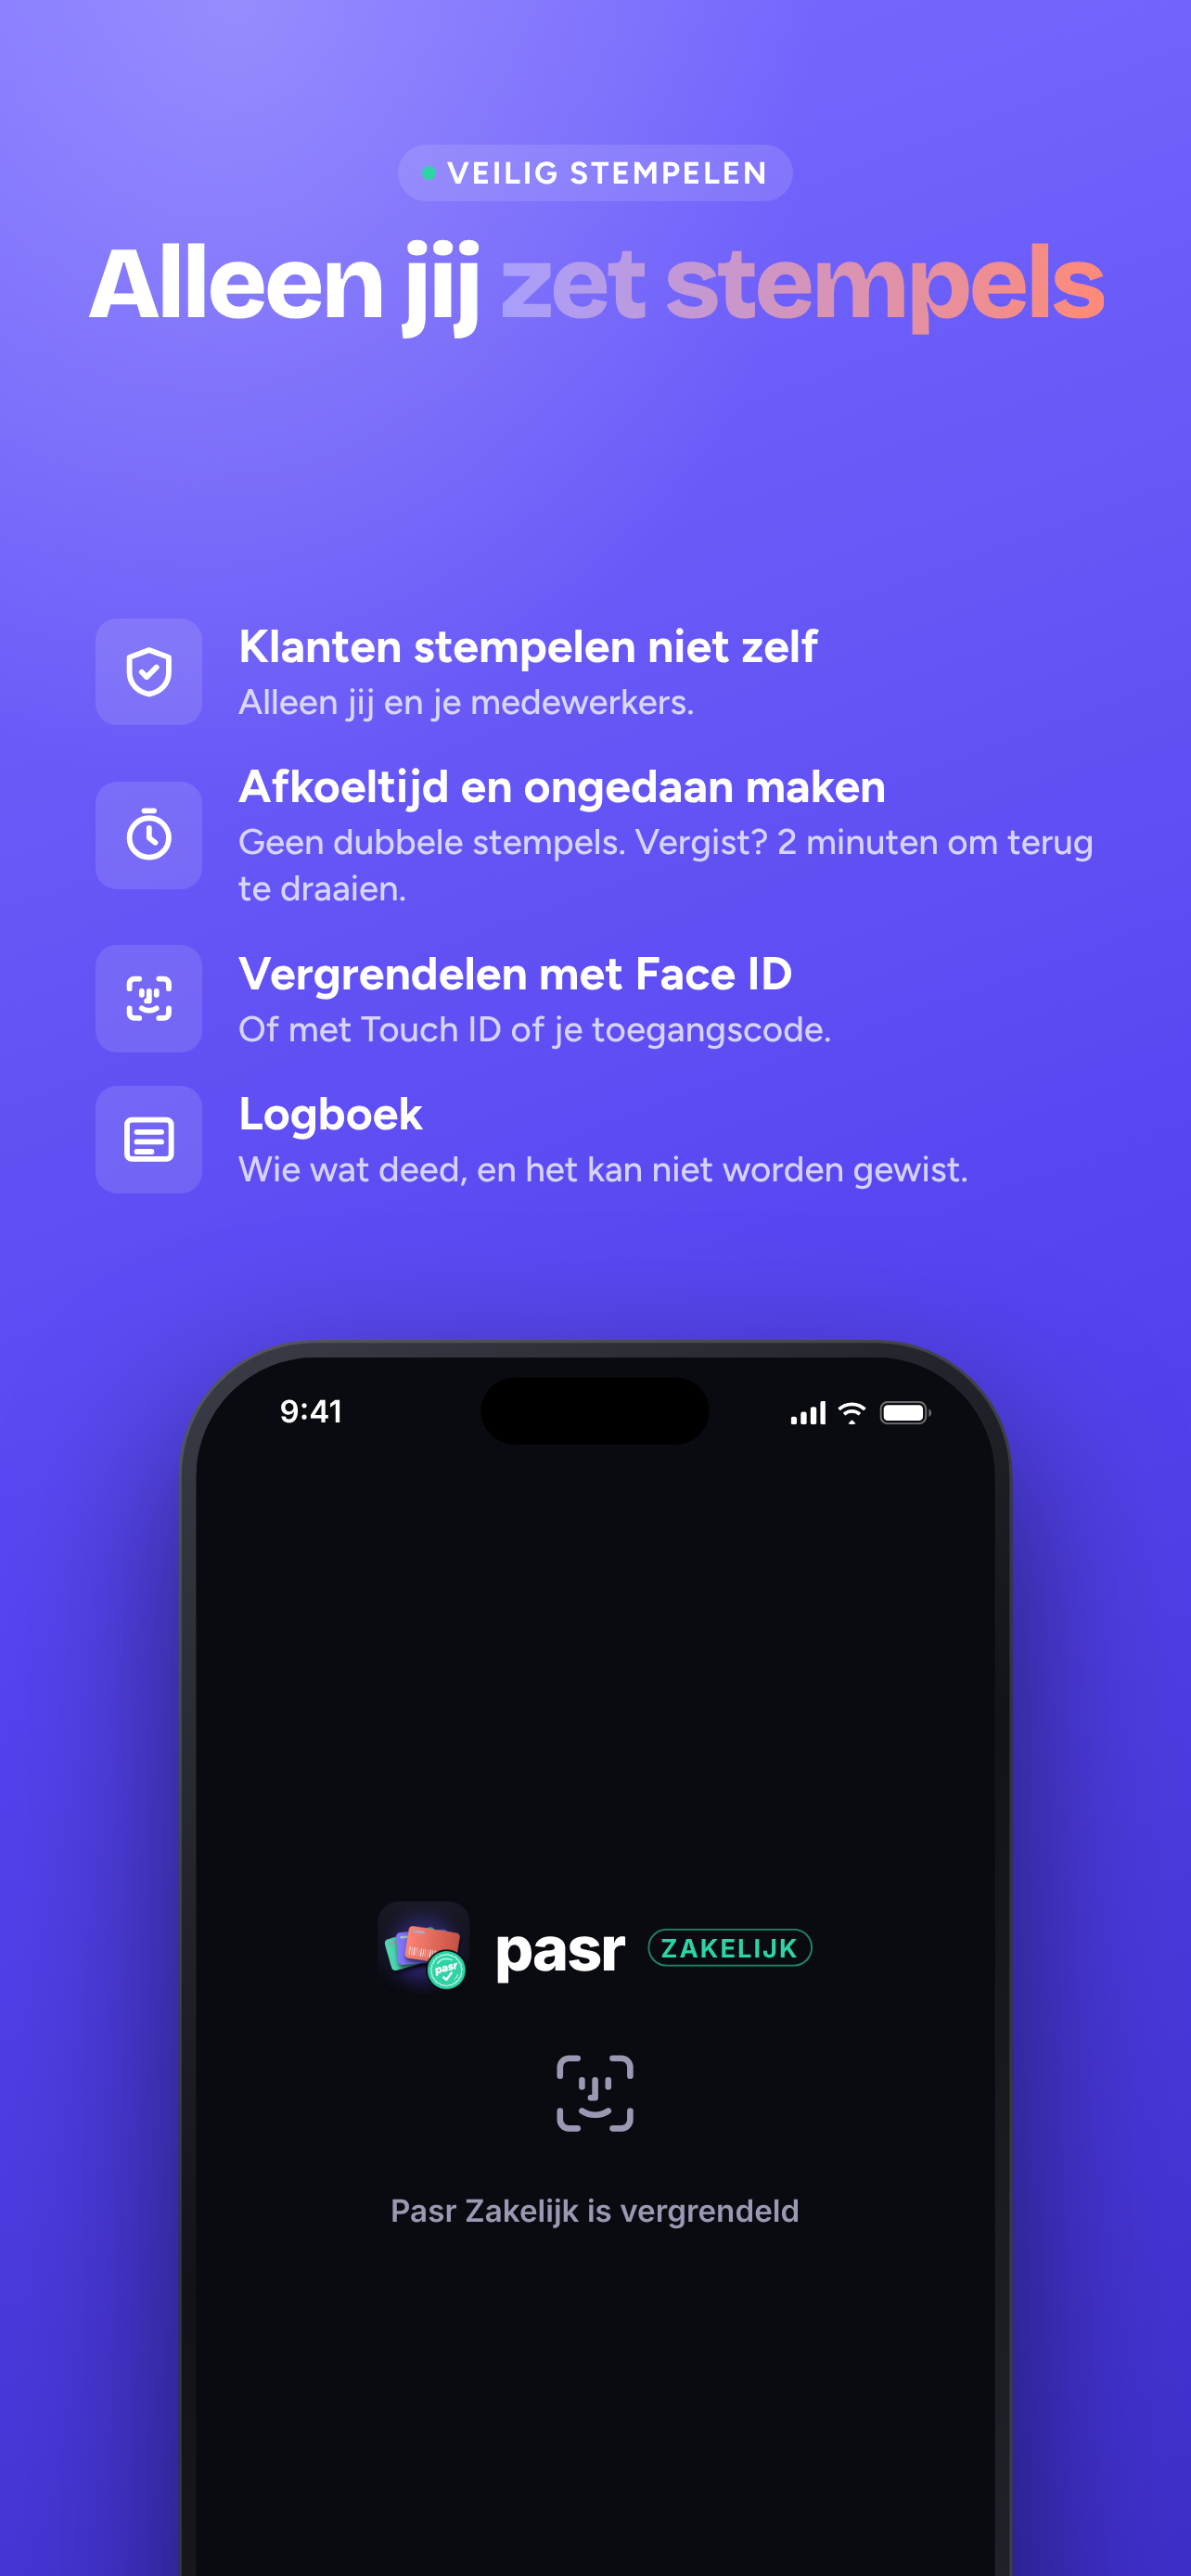 VEILIG STEMPELEN
Alleen jij zet stempels
Klanten stempelen niet zelf
Alleen jij en je medewerkers.
Afkoeltijd en ongedaan maken
Geen dubbele stempels. Vergist? 2 minuten om terug
te draaien.
Vergrendelen met Face ID
Of met Touch ID of je toegangscode.
Logboek
Wie wat deed, en het kan niet worden gewist.
9:41
pasr
pasr ZAKELIJK
Pasr Zakelijk is vergrendeld